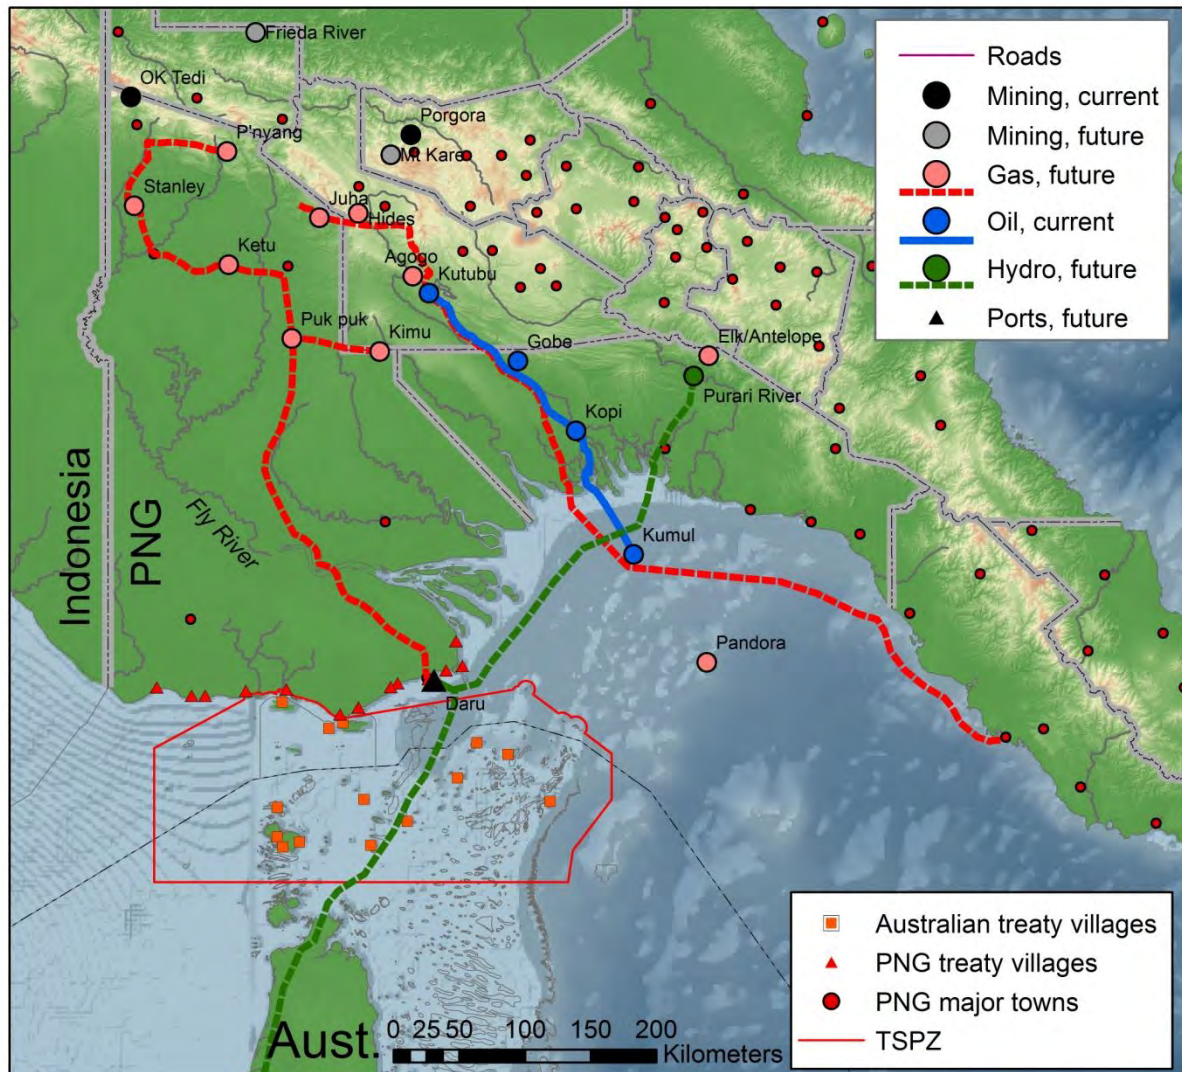 Frieda River
OK Tedi
P'nyang
Porgora
Mt Kare
Stanley
Juha
Hides
Ketu
Agogo
Kutubu
Puk puk
Kimu
Gobe
Elk/Antelope
Purari River
Kopi
Indonesia
PNG
Fly River
Kumul
Pandora
Daru
Aust.
0 25 50 100 150 200
Kilometers
Roads
Mining, current
Mining, future
Gas, future
Oil, current
Hydro, future
Ports, future
Australian treaty villages
PNG treaty villages
PNG major towns
TSPZ